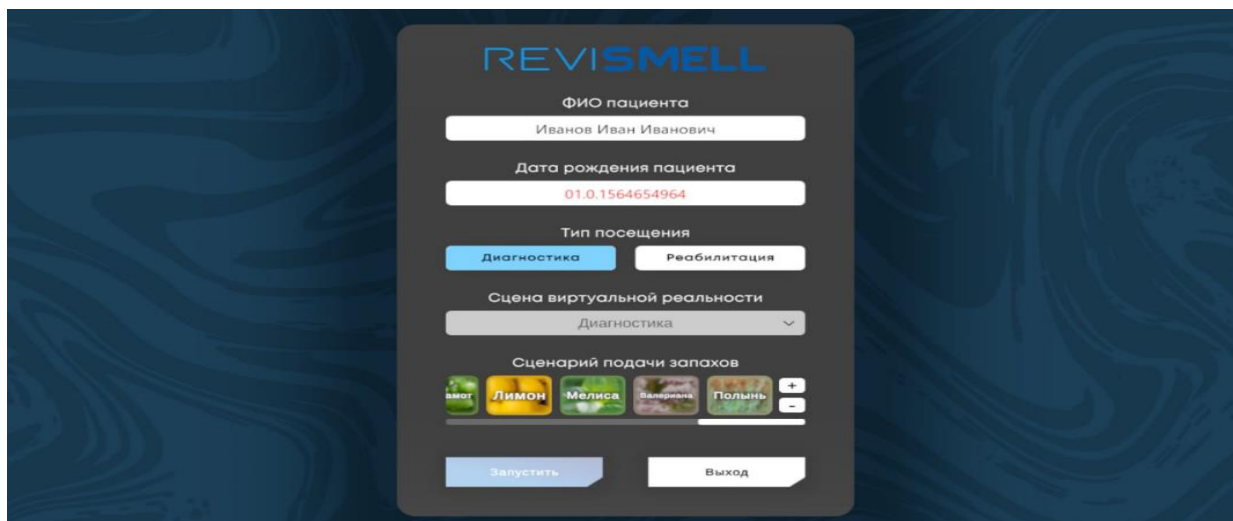 REVISMELL
ФИО пациента
Иванов Иван Иванович
Дата рождения пациента
01.0.1564654964
Тип посещения
Диагностика Реабилитация
Сцена виртуальной реальности
Диагностика
Сценарий подачи запахов
амот Лимон Мелиса Валериана Полынь +
-
Запустить Выход